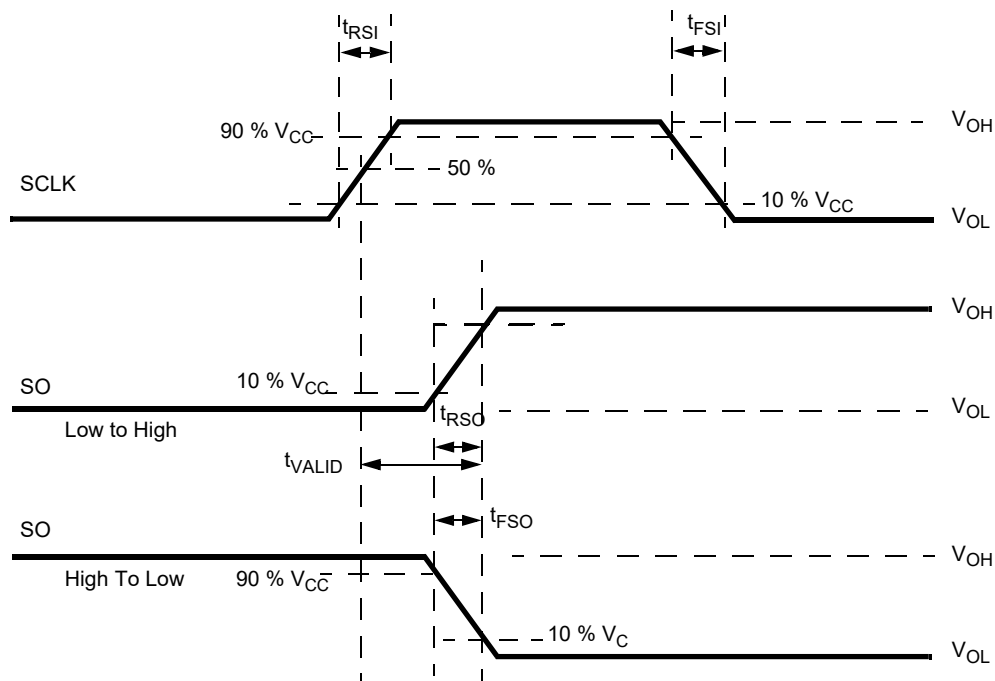 tRSI
tFSI
90 % VCC
VOH
50 %
SCLK
10 % VCC
VOL
VOH
10 % VCC
SO
tRSO
VOL
Low to High
tVALID
tFSO
SO
VOH
High To Low
90 % VCC
10 % VC
VOL